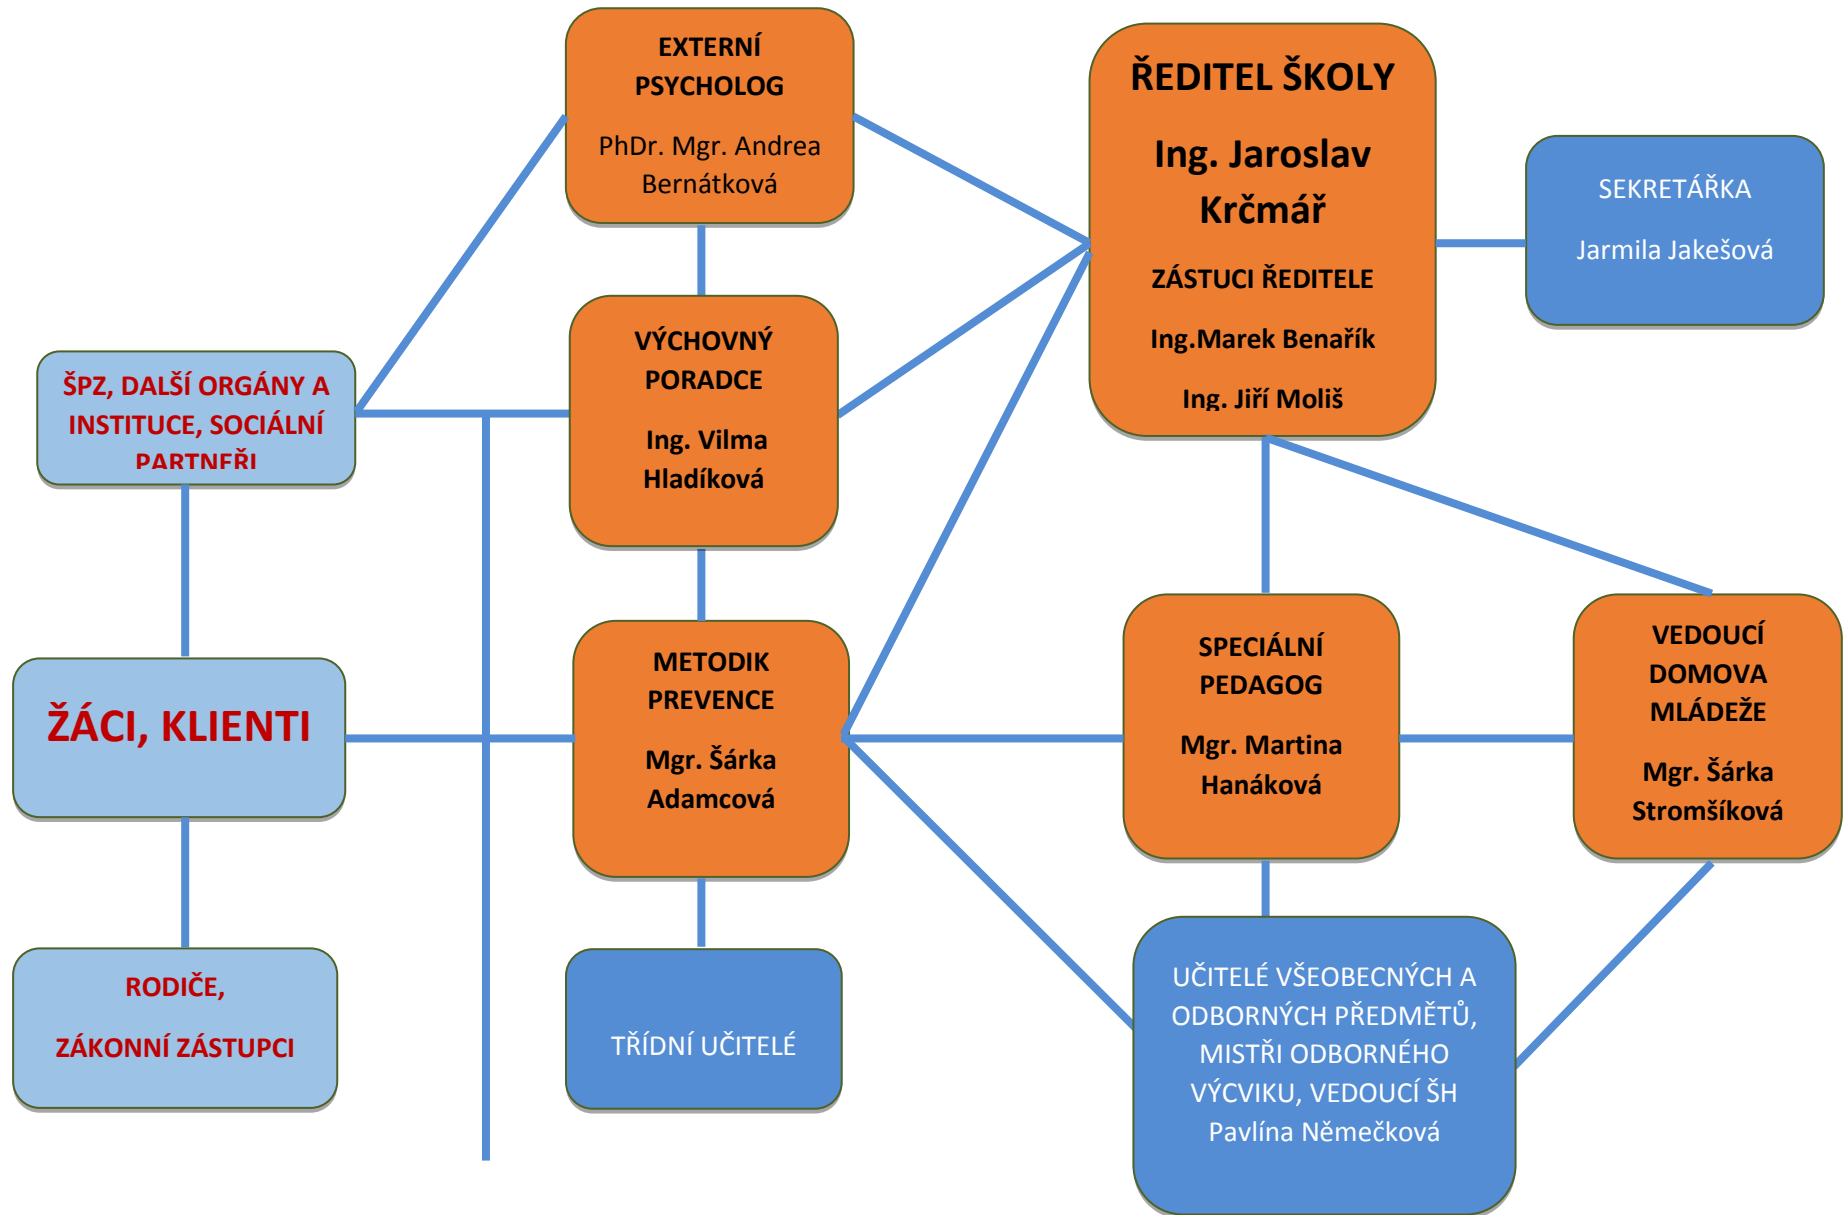 EXTERNÍ
PSYCHOLOG
PhDr. Mgr. Andrea
Bernátková
ŘEDITEL ŠKOLY
Ing. Jaroslav
Krčmář
ZÁSTUCI ŘEDITELE
Ing.Marek Benařík
Ing. Jiří Moliš
SEKRETÁŘKA
Jarmila Jakešová
VÝCHOVNÝ
PORADCE
Ing. Vilma
Hladíková
ŠPZ, DALŠÍ ORGÁNY A
INSTITUCE, SOCIÁLNÍ
PARTNEŘI
ŽÁCI, KLIENTI
METODIK
PREVENCE
Mgr. Šárka
Adamcová
SPECIÁLNÍ
PEDAGOG
Mgr. Martina
Hanáková
VEDOUCÍ
DOMOVA
MLÁDEŽE
Mgr. Šárka
Stromšíková
RODIČE,
ZÁKONNÍ ZÁSTUPCI
TŘÍDNÍ UČITELÉ
UČITELÉ VŠEOBECNÝCH A
ODBORNÝCH PŘEDMĚTŮ,
MISTŘI ODBORNÉHO
VÝCVIKU, VEDOUCÍ ŠH
Pavlína Němečková